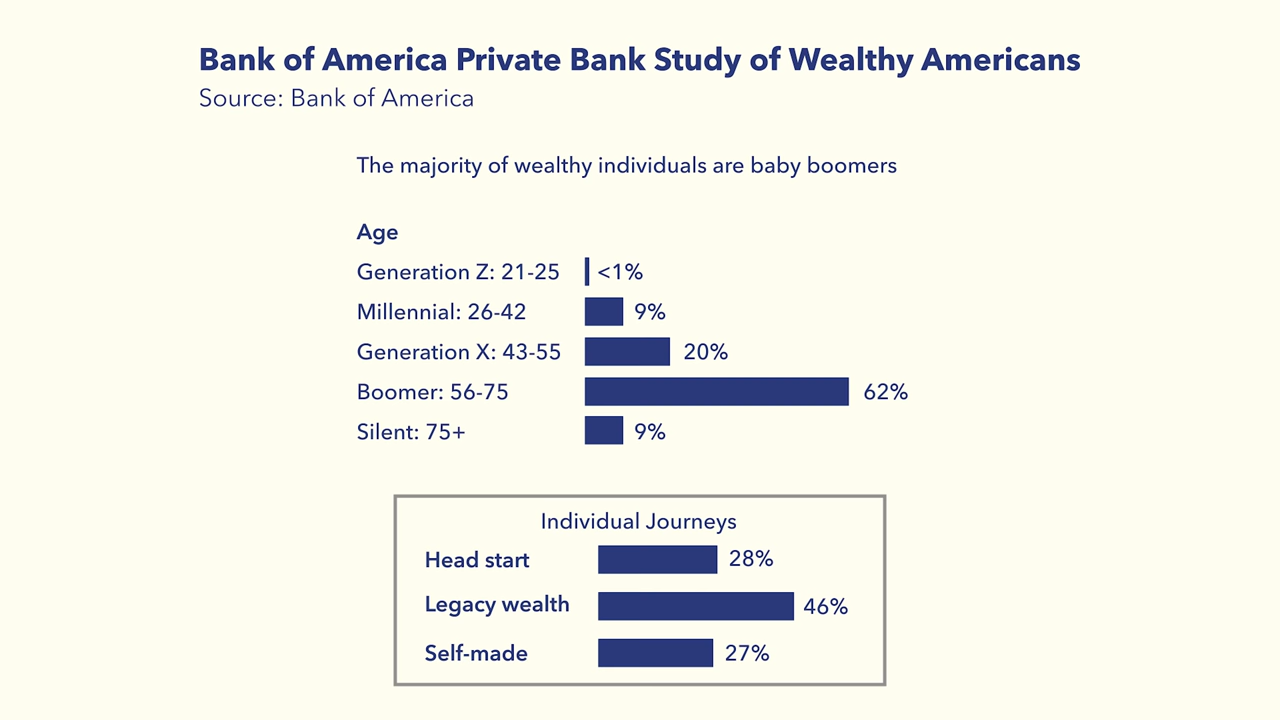 Bank of America Private Bank Study of Wealthy Americans
Source: Bank of America
The majority of wealthy individuals are baby boomers
Age
Generation Z: 21-25 <1%
Millennial: 26-42 9%
Generation X: 43-55 20%
Boomer: 56-75 62%
Silent: 75+ 9%
Individual Journeys
Head start 28%
Legacy wealth 46%
Self-made 27%